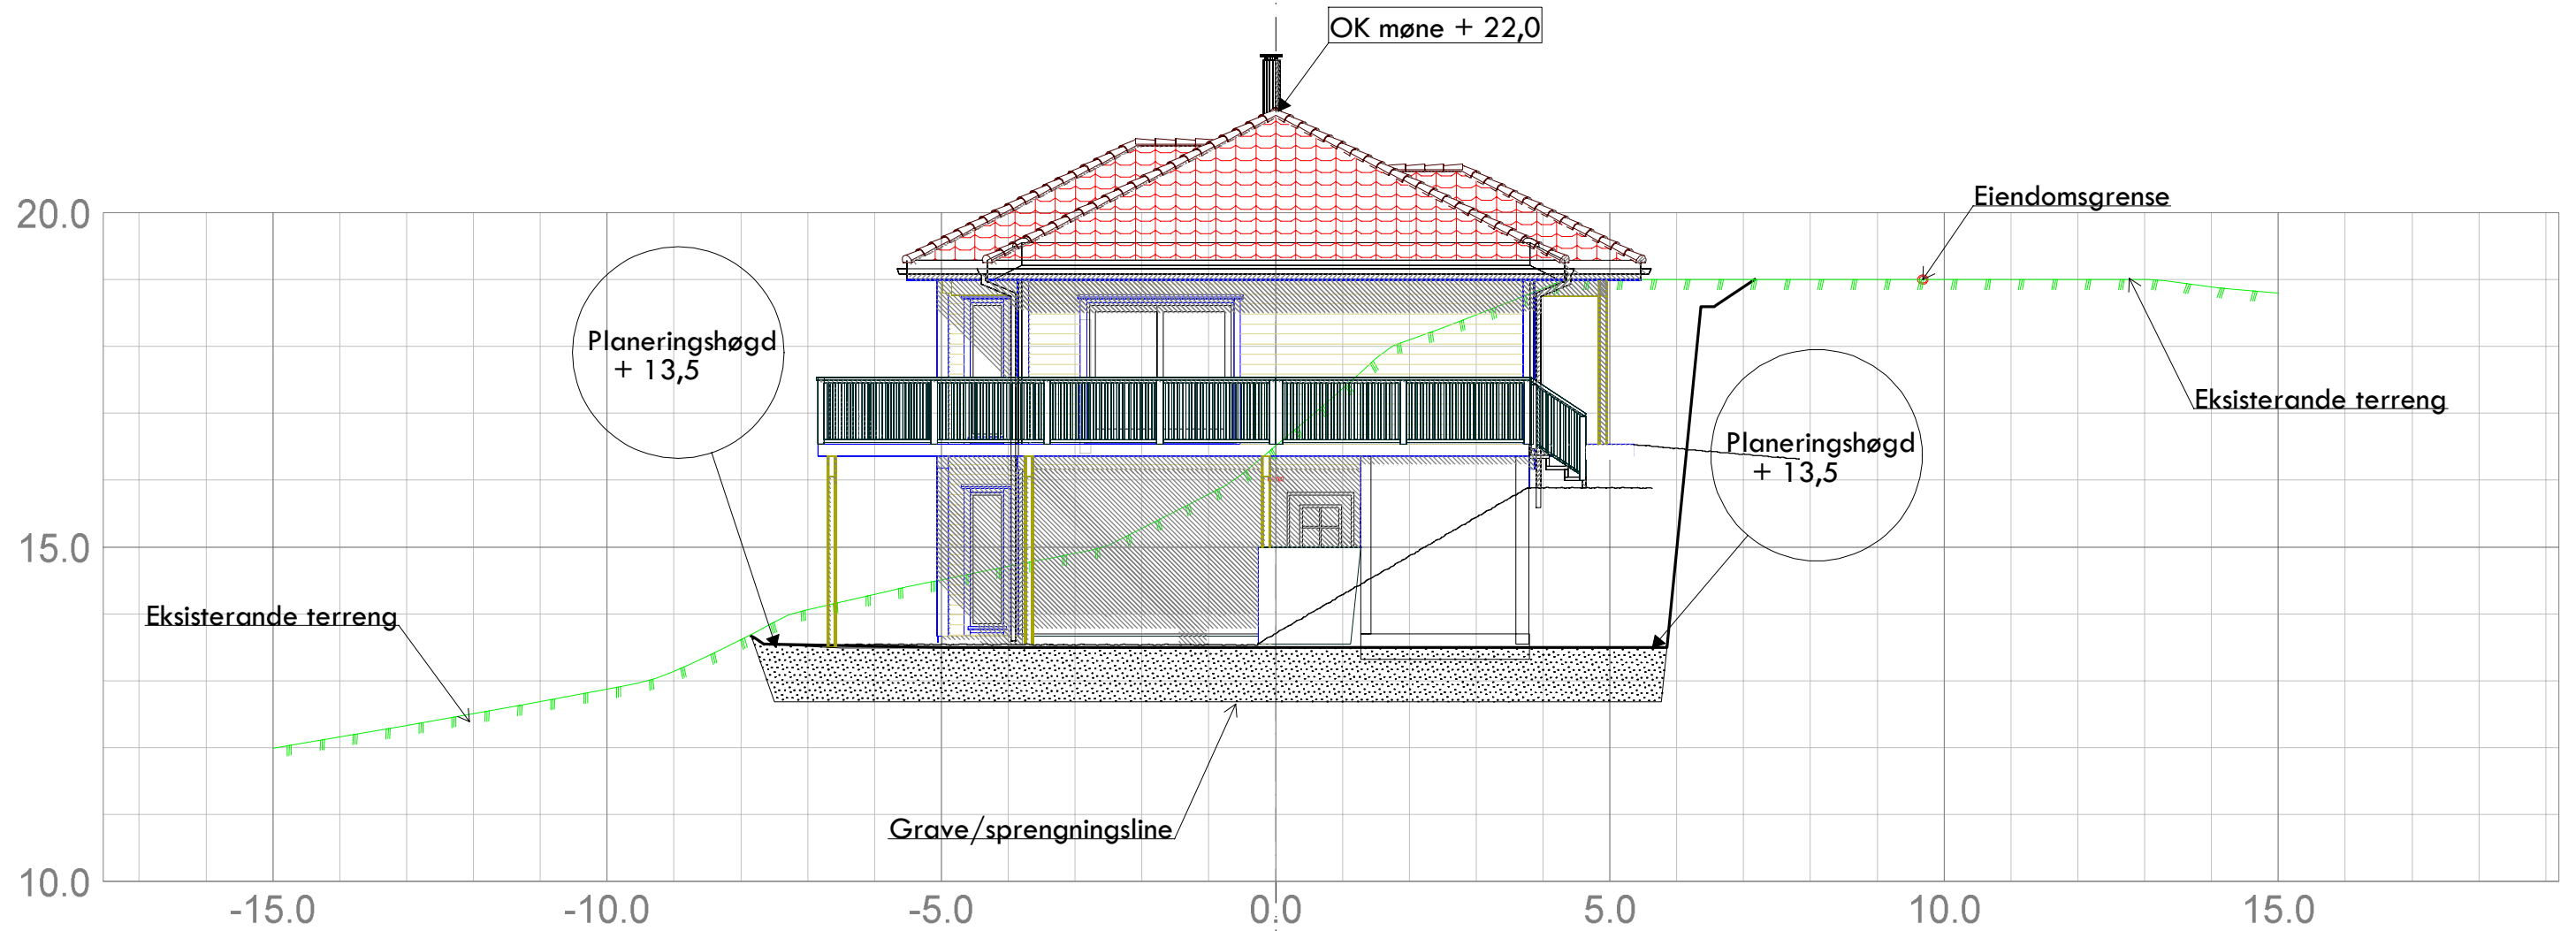 OK møne + 22,0
Eiendomsgrense
20.0
Planeringshøgd
+ 13,5
Eksisterande terreng
Planeringshøgd
+ 13,5
15.0
Eksisterande terreng
Grave/sprengningsline
10.0
-15.0 -10.0 -5.0 0.0 5.0 10.0 15.0